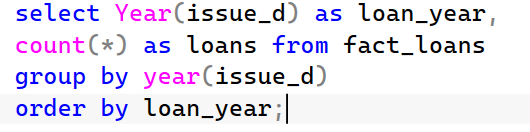 select Year(issue_d) as loan_year,
count(*) as loans from fact_loans
group by year(issue_d)
order by loan_year;